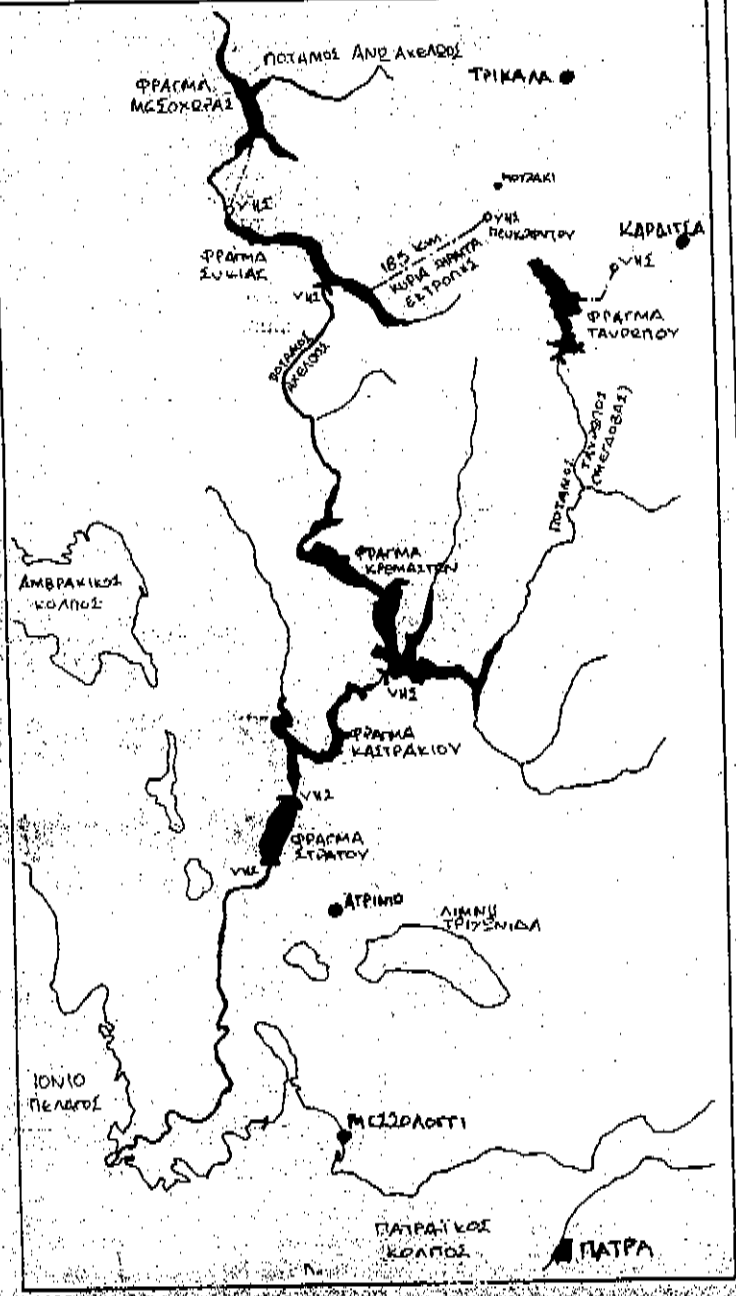 ΠΟΤΑΜΟΣ ΑΝΩ ΑΧΕΛΩΟΣ
ΤΡΙΚΑΛΑ
ΦΡΑΓΜΑ
ΜΕΣΟΧΩΡΑΣ
ΜΟΥΖΑΚΙ
ΥΗΣ
ΥΗΣ
ΠΕΥΚΟΦΥΤΟΥ
ΚΑΡΔΙΤΣΑ
ΥΗΣ
ΦΡΑΓΜΑ
ΣΥΚΙΑΣ
18,5 km.
ΚΥΡΙΑ ΣΗΡΑΓΓΑ
ΕΚΤΡΟΠΗΣ
ΥΗΣ
ΦΡΑΓΜΑ
ΤΑΥΡΩΠΟΥ
ΠΟΤΑΜΟΣ
ΑΧΕΛΩΟΣ
ΠΟΤΑΜΟΣ
ΤΑΥΡΩΠΟΣ
(ΜΕΓΔΟΒΑΣ)
ΦΡΑΓΜΑ
ΚΡΕΜΑΣΤΩΝ
ΑΜΒΡΑΚΙΚΟΣ
ΚΟΛΠΟΣ
ΥΗΣ
ΦΡΑΓΜΑ
ΚΑΣΤΡΑΚΙΟΥ
ΥΗΣ
ΦΡΑΓΜΑ
ΣΤΡΑΤΟΥ
ΥΗΣ
ΑΓΡΙΝΙΟ
ΛΙΜΝΗ
ΤΡΙΧΩΝΙΔΑ
ΙΟΝΙΟ
ΠΕΛΑΓΟΣ
ΜΕΣΣΟΛΟΓΓΙ
ΠΑΤΡΑΪΚΟΣ
ΚΟΛΠΟΣ
ΠΑΤΡΑ